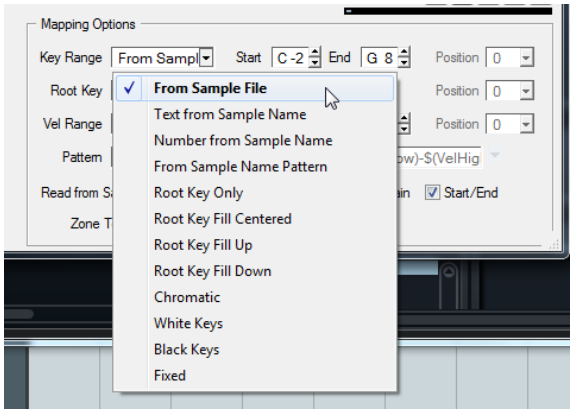 Mapping Options
Key Range From Sampl Start C -2 End G 8 Position 0
Root Key Position 0
Vel Range Position 0
Pattern ow)-$(VelHig
Read from Start/End
Zone
From Sample File
Text from Sample Name
Number from Sample Name
From Sample Name Pattern
Root Key Only
Root Key Fill Centered
Root Key Fill Up
Root Key Fill Down
Chromatic
White Keys
Black Keys
Fixed